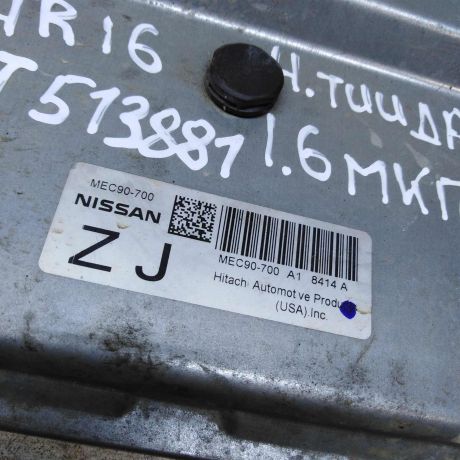 HR16
Н.ТИИДА
T513881
1.6 МКП
MEC90-700
NISSAN
ZJ
MEC90-700 A1 8414 A
Hitachi Automotive Products
(USA).Inc.